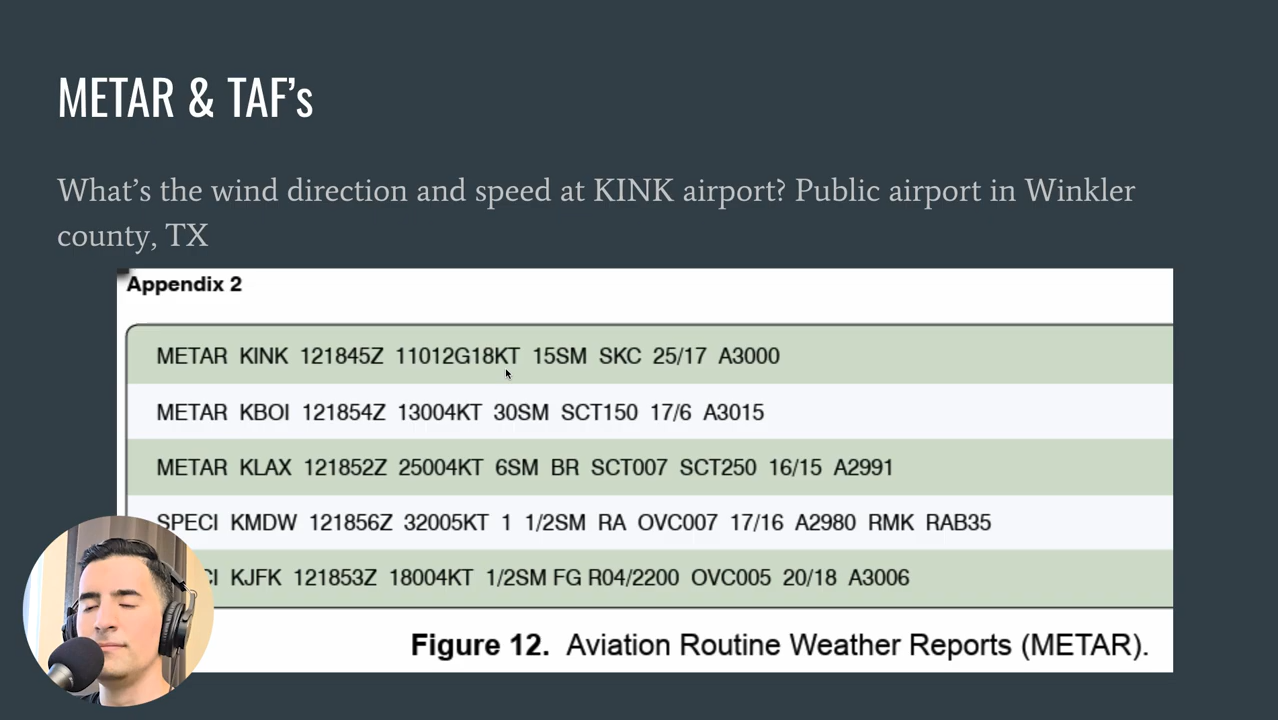 METAR & TAF’s
What’s the wind direction and speed at KINK airport? Public airport in Winkler
county, TX
Appendix 2
METAR KINK 121845Z 11012G18KT 15SM SKC 25/17 A3000
METAR KBOI 121854Z 13004KT 30SM SCT150 17/6 A3015
METAR KLAX 121852Z 25004KT 6SM BR SCT007 SCT250 16/15 A2991
SPECI KMDW 121856Z 32005KT 1 1/2SM RA OVC007 17/16 A2980 RMK RAB35
KJFK 121853Z 18004KT 1/2SM FG R04/2200 OVC005 20/18 A3006
Figure 12. Aviation Routine Weather Reports (METAR).